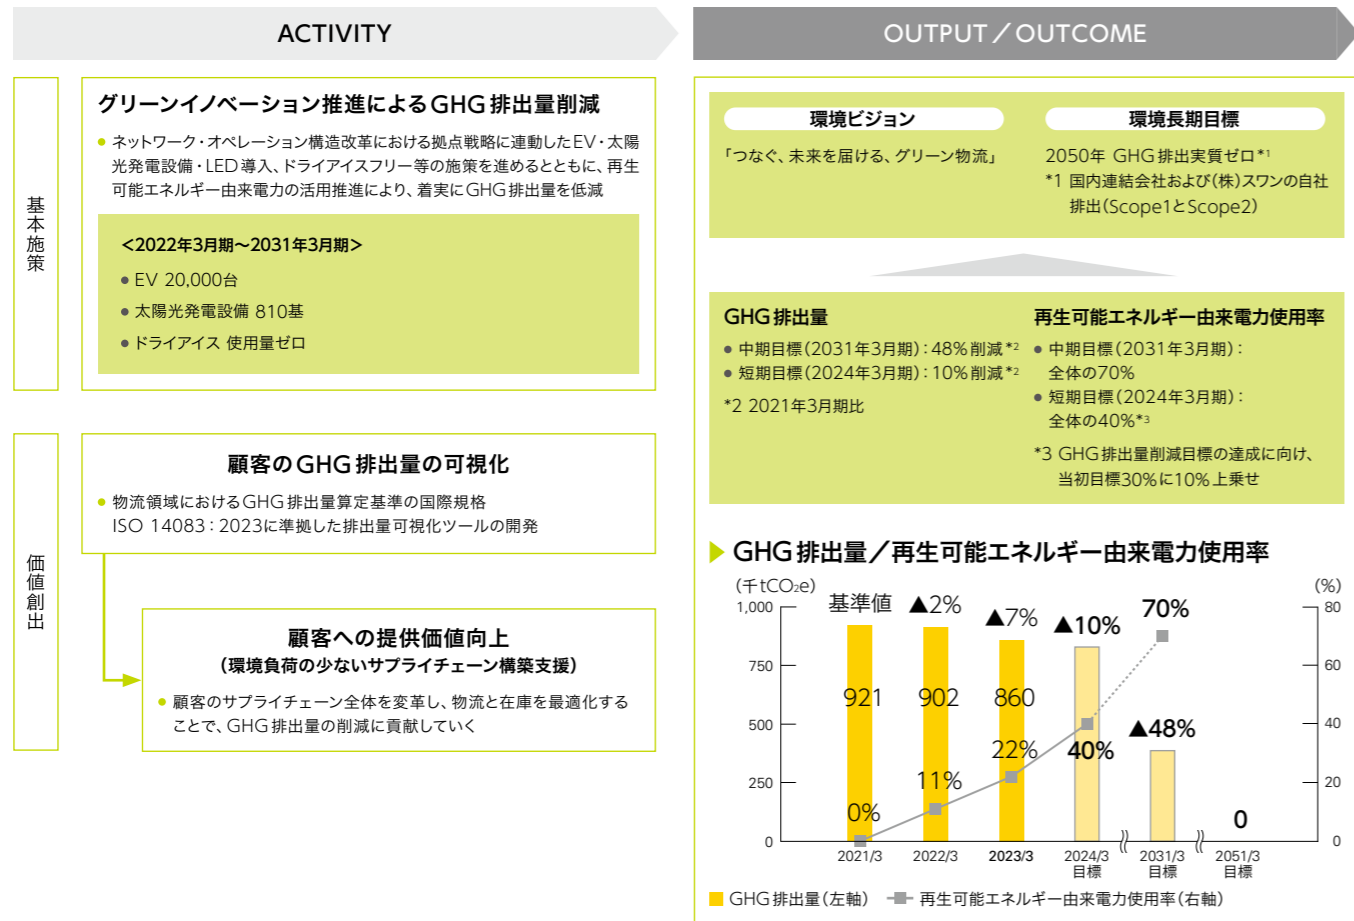 ACTIVITY
基本施策
グリーンイノベーション推進によるGHG排出量削減
● ネットワーク・オペレーション構造改革における拠点戦略に連動したEV・太陽
光発電設備・LED導入、ドライアイスフリー等の施策を進めるとともに、再生
可能エネルギー由来電力の活用推進により、着実にGHG排出量を低減
<2022年3月期~2031年3月期>
● EV 20,000台
● 太陽光発電設備 810基
● ドライアイス 使用量ゼロ
価値創出
顧客のGHG排出量の可視化
● 物流領域におけるGHG排出量算定基準の国際規格
ISO 14083:2023に準拠した排出量可視化ツールの開発
顧客への提供価値向上
(環境負荷の少ないサプライチェーン構築支援)
● 顧客のサプライチェーン全体を変革し、物流と在庫を最適化する
ことで、GHG排出量の削減に貢献していく
OUTPUT/OUTCOME
環境ビジョン
「つなぐ、未来を届ける、グリーン物流」
環境長期目標
2050年 GHG排出実質ゼロ*1
*1 国内連結会社および(株)スワンの自社
排出(Scope1とScope2)
GHG排出量
● 中期目標(2031年3月期):48%削減*2
● 短期目標(2024年3月期):10%削減*2
*2 2021年3月期比
再生可能エネルギー由来電力使用率
● 中期目標(2031年3月期):
全体の70%
● 短期目標(2024年3月期):
全体の40%*3
*3 GHG排出量削減目標の達成に向け、
当初目標30%に10%上乗せ
GHG排出量/再生可能エネルギー由来電力使用率
(千tCO2e)
(%)
1,000
750
500
250
0
80
60
40
20
0
基準値
▲2%
▲7%
▲10%
▲48%
70%
921
902
860
0%
11%
22%
40%
0
2021/3
2022/3
2023/3
2024/3
目標
2031/3
目標
2051/3
目標
GHG排出量(左軸)
再生可能エネルギー由来電力使用率(右軸)